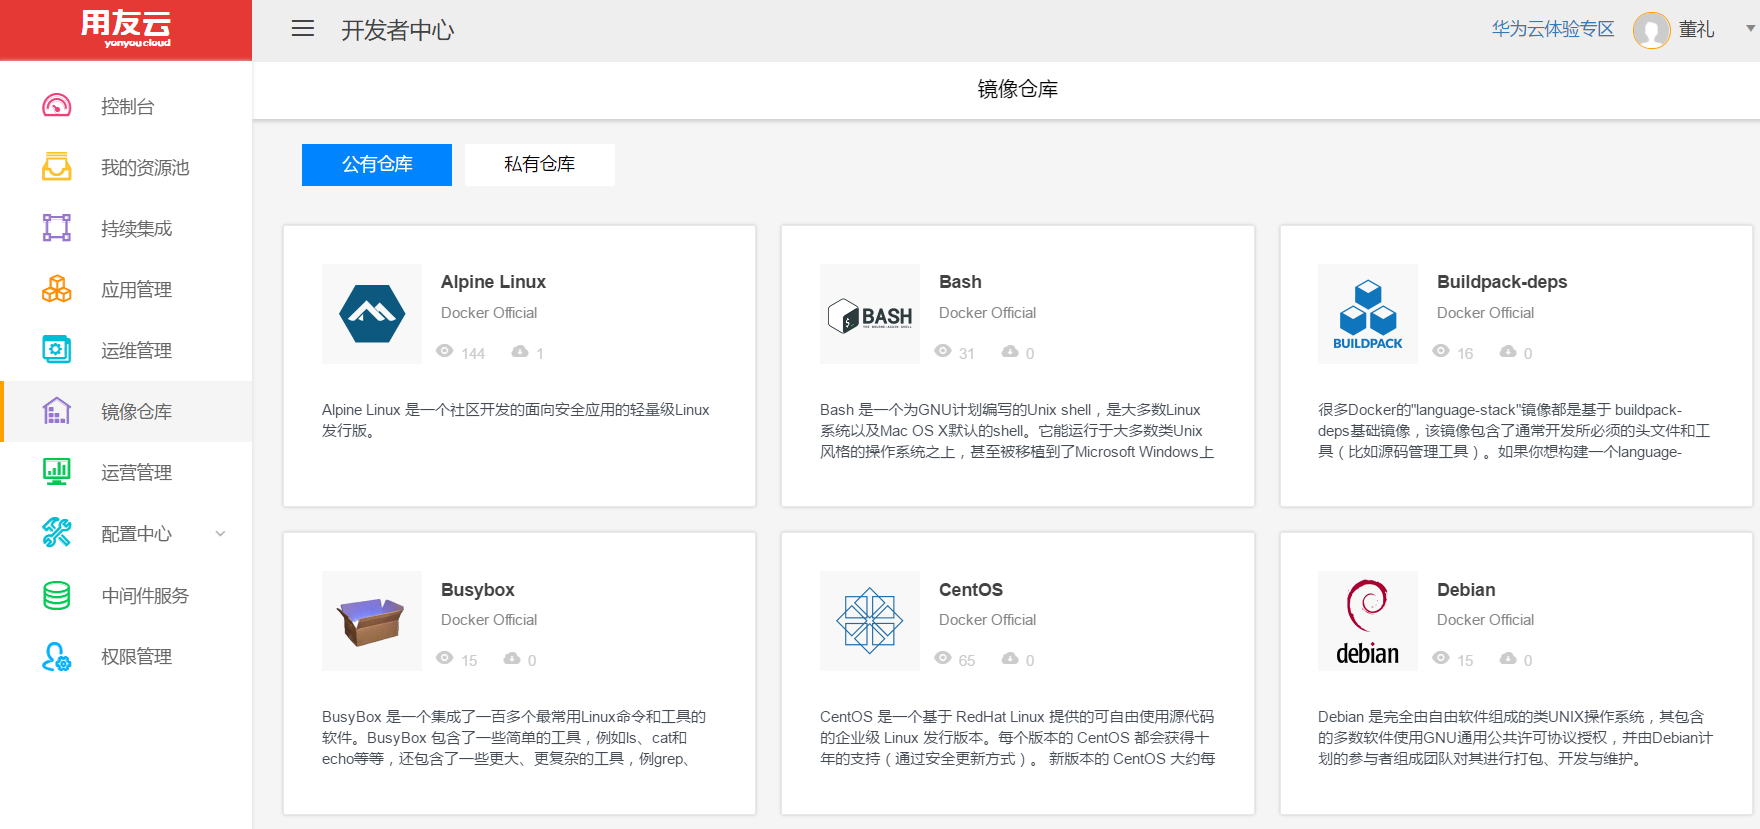 用友云
yonyou cloud
开发者中心
华为云体验专区
董礼
控制台
我的资源池
持续集成
应用管理
运维管理
镜像仓库
运营管理
配置中心
中间件服务
权限管理
镜像仓库
公有仓库
私有仓库
Alpine Linux
Docker Official
144 1
Alpine Linux 是一个社区开发的面向安全应用的轻量级Linux
发行版。
BASH
THE BOURNE-AGAIN SHELL
Bash
Docker Official
31 0
Bash 是一个为GNU计划编写的Unix shell，是大多数Linux
系统以及Mac OS X默认的shell。它能运行于大多数类Unix
风格的操作系统之上，甚至被移植到了Microsoft Windows上
BUILDPACK
Buildpack-deps
Docker Official
16 0
很多Docker的"language-stack"镜像都是基于 buildpack-
deps基础镜像，该镜像包含了通常开发所必须的头文件和工
具（比如源码管理工具）。如果你想构建一个language-
Busybox
Docker Official
15 0
BusyBox 是一个集成了一百多个最常用Linux命令和工具的
软件。BusyBox 包含了一些简单的工具，例如ls、cat和
echo等等，还包含了一些更大、更复杂的工具，例grep、
CentOS
Docker Official
65 0
CentOS 是一个基于 RedHat Linux 提供的可自由使用源代码
的企业级 Linux 发行版本。每个版本的 CentOS 都会获得十
年的支持（通过安全更新方式）。 新版本的 CentOS 大约每
debian
Debian
Docker Official
15 0
Debian 是完全由自由软件组成的类UNIX操作系统，其包含
的多数软件使用GNU通用公共许可协议授权，并由Debian计
划的参与者组成团队对其进行打包、开发与维护。